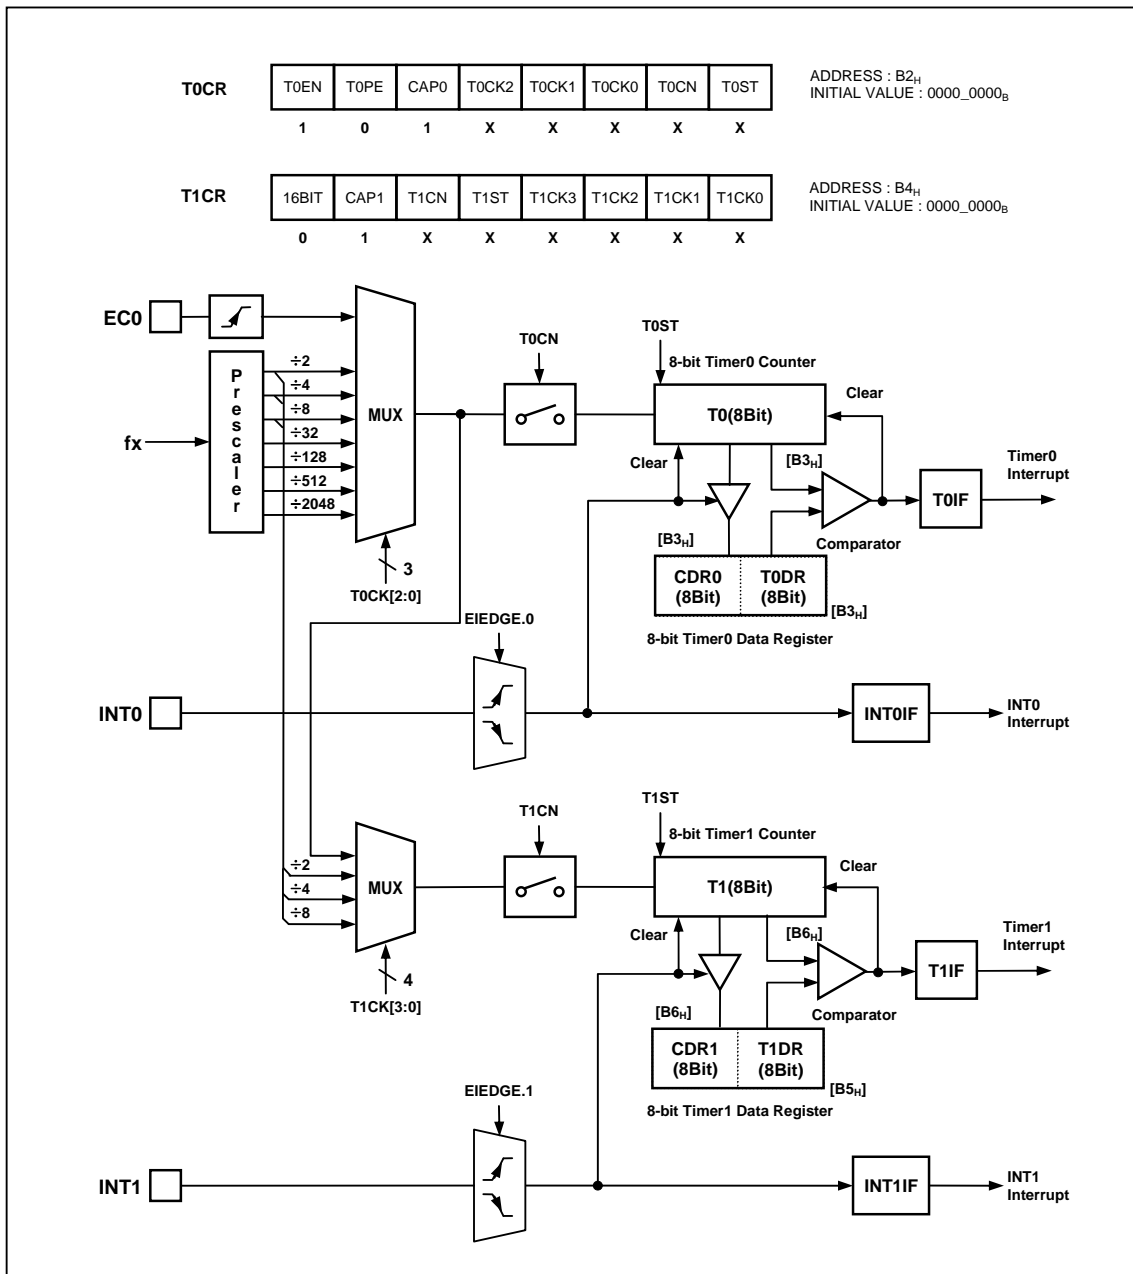 T0CR T0EN T0PE CAP0 T0CK2 T0CK1 T0CK0 T0CN T0ST ADDRESS : B2H
INITIAL VALUE : 0000_0000B
1 0 1 X X X X X
T1CR 16BIT CAP1 T1CN T1ST T1CK3 T1CK2 T1CK1 T1CK0 ADDRESS : B4H
INITIAL VALUE : 0000_0000B
0 1 X X X X X X
EC0
Prescaler
fx
÷2
÷4
÷8
÷32
÷128
÷512
÷2048
MUX
3
T0CK[2:0]
T0CN
T0ST
8-bit Timer0 Counter
T0(8Bit)
Clear
Clear
[B3H]
[B3H]
Comparator
T0IF
Timer0
Interrupt
CDR0
(8Bit)
T0DR
(8Bit)
[B3H]
8-bit Timer0 Data Register
EIEDGE.0
INT0
INT0IF
INT0
Interrupt
÷2
÷4
÷8
MUX
4
T1CK[3:0]
T1CN
T1ST
8-bit Timer1 Counter
T1(8Bit)
Clear
Clear
[B6H]
[B6H]
Comparator
T1IF
Timer1
Interrupt
CDR1
(8Bit)
T1DR
(8Bit)
[B5H]
8-bit Timer1 Data Register
EIEDGE.1
INT1
INT1IF
INT1
Interrupt